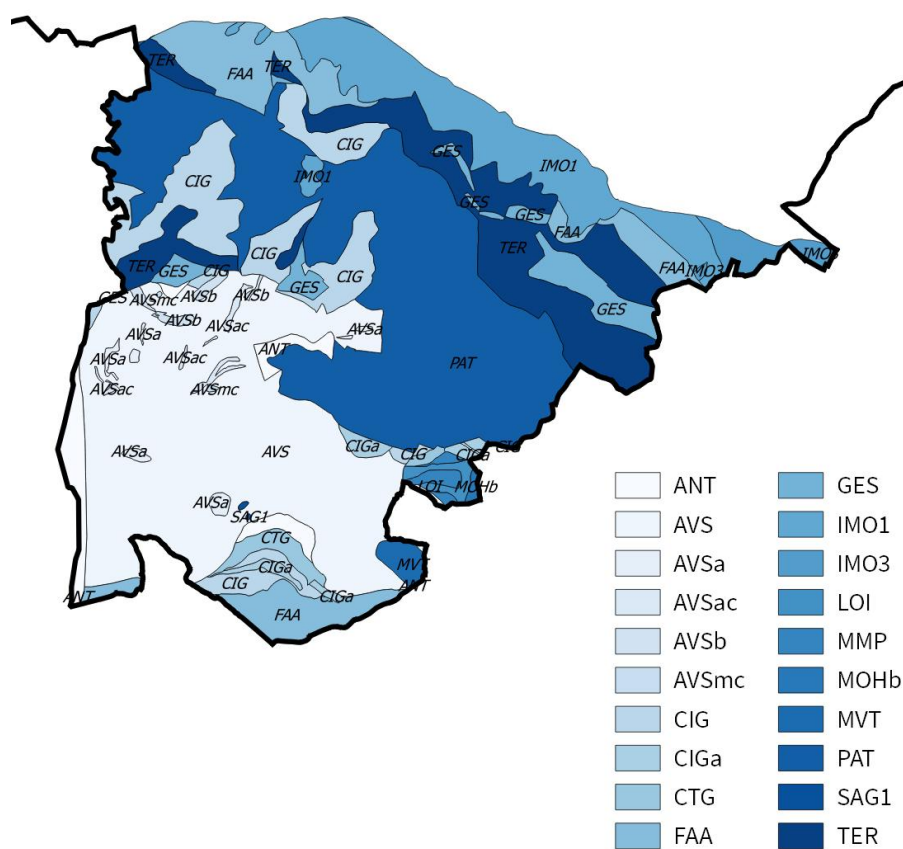 TER
FAA
TER
CIG
GES
IMO1
CIG
IMO1
GES
GES
FAA
TER
CIG
TER
GES
CIG
CIG
GES
FAA
IMO3
IMO3
GES
AVSmc
AVSb
AVSb
AVSb
AVSac
AVSa
AVSa
GES
ANT
AVSa
AVSac
PAT
AVSac
AVSmc
CIGa
CIG
CIGa
CIG
AVSa
AVS
LOI
MOHb
AVSa
SAG1
CTG
MVT
CIGa
CIG
ANT
ANT
CIGa
FAA
ANT
AVS
AVSa
AVSac
AVSb
AVSmc
CIG
CIGa
CTG
FAA
GES
IMO1
IMO3
LOI
MMP
MOHb
MVT
PAT
SAG1
TER